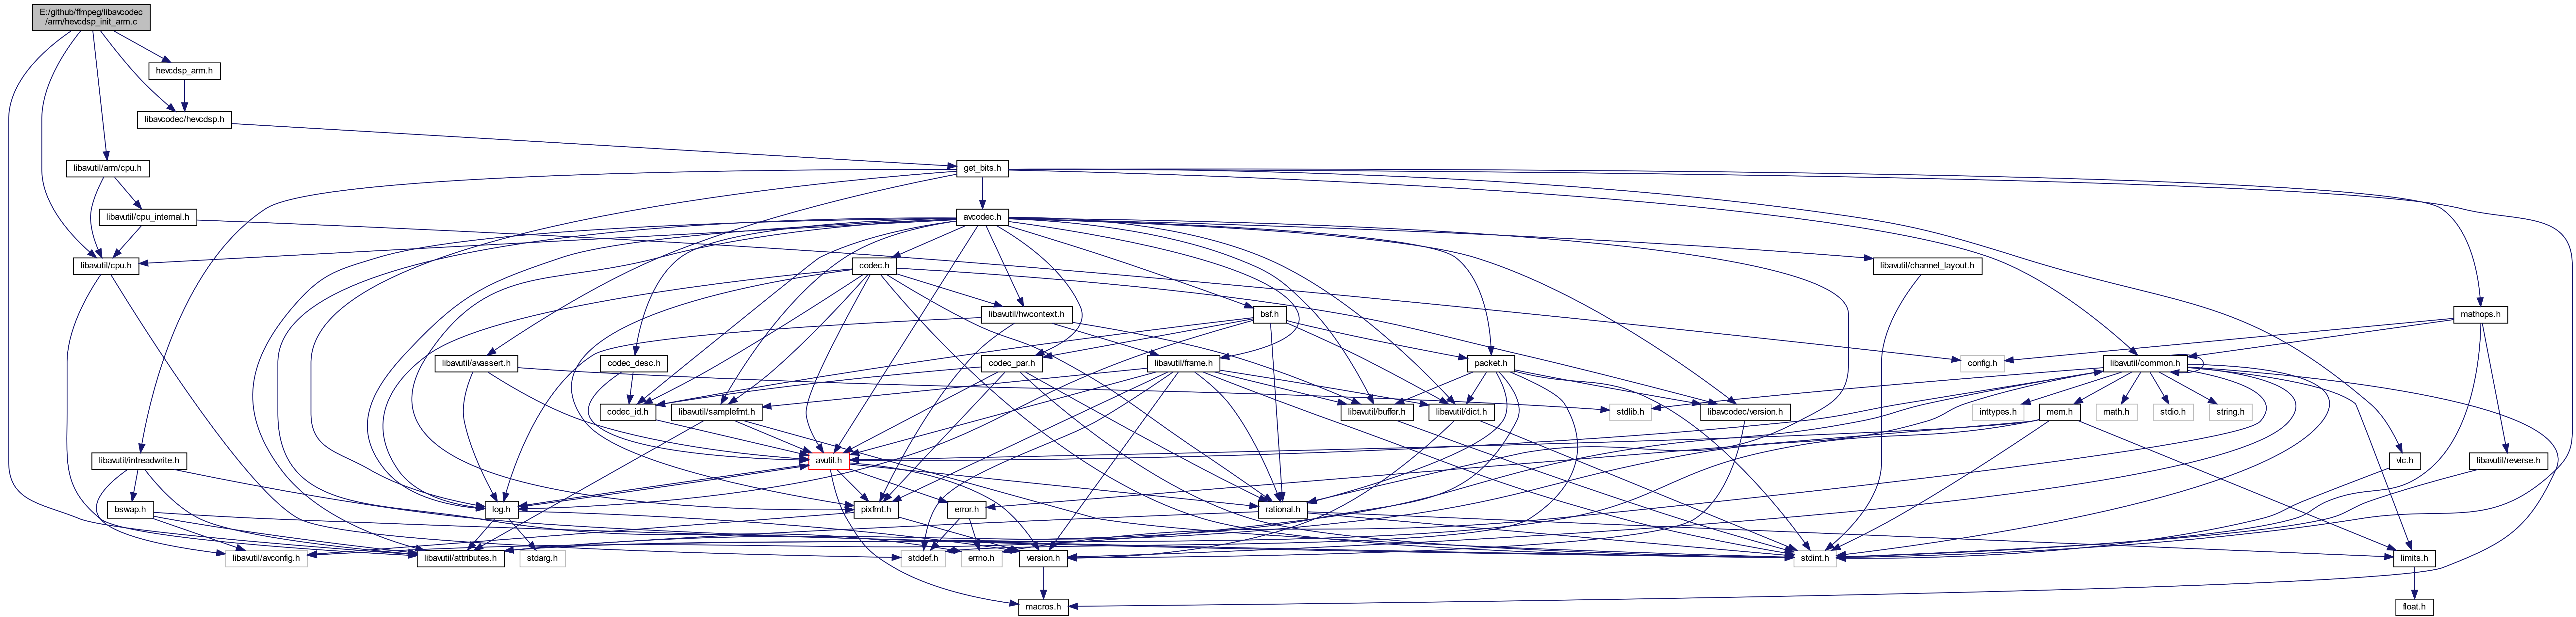 E:/github/ffmpeg/libavcodec
/arm/hevcdsp_init_arm.c
hevcdsp_arm.h
libavcodec/hevcdsp.h
libavutil/arm/cpu.h
get_bits.h
libavutil/cpu_internal.h
avcodec.h
libavutil/cpu.h
codec.h
libavutil/channel_layout.h
libavutil/hwcontext.h
bsf.h
mathops.h
libavutil/avassert.h
codec_desc.h
codec_par.h
libavutil/frame.h
packet.h
config.h
libavutil/common.h
codec_id.h
libavutil/samplefmt.h
libavutil/buffer.h
libavutil/dict.h
stdlib.h
libavcodec/version.h
inttypes.h
mem.h
math.h
stdio.h
string.h
libavutil/intreadwrite.h
avutil.h
vlc.h
libavutil/reverse.h
bswap.h
log.h
pixfmt.h
error.h
rational.h
libavutil/avconfig.h
libavutil/attributes.h
stdarg.h
stddef.h
errno.h
version.h
stdint.h
limits.h
macros.h
float.h